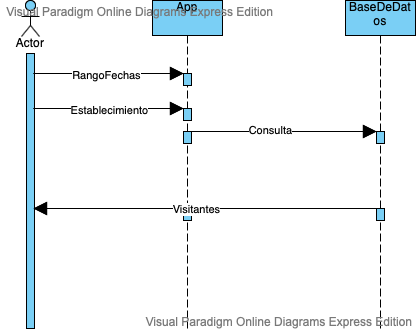 Visual Paradigm Online Diagrams Express Edition
App
BaseDeDat
os
Actor
RangoFechas
Establecimiento
Consulta
Visitantes
Visual Paradigm Online Diagrams Express Edition